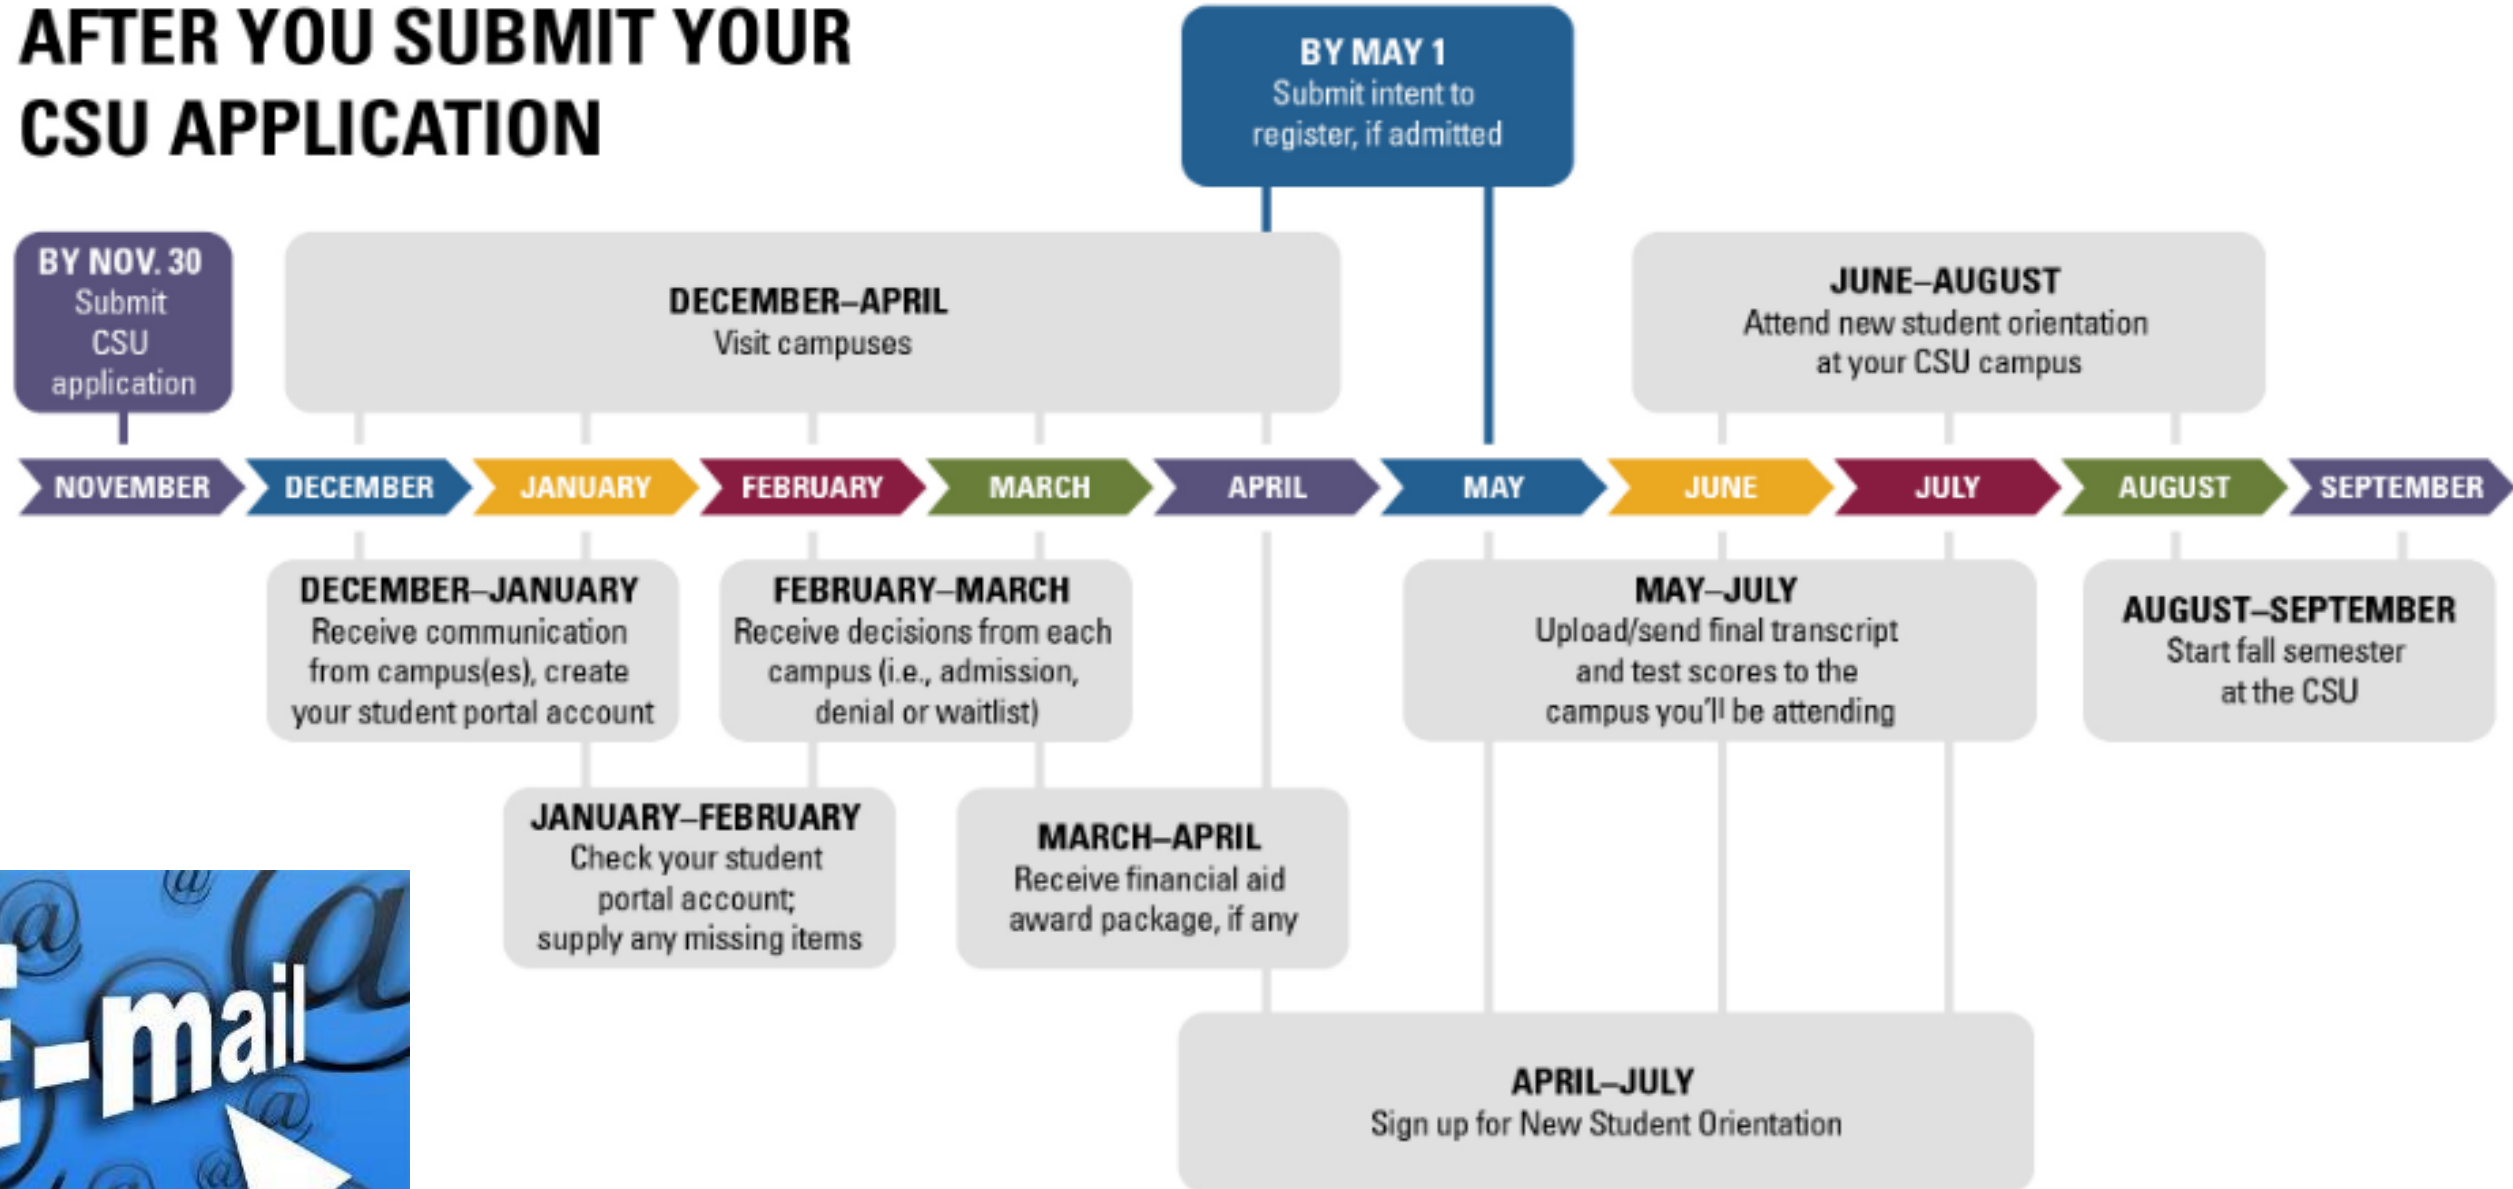 AFTER YOU SUBMIT YOUR
CSU APPLICATION
BY MAY 1
Submit intent to
register, if admitted
BY NOV. 30
Submit
CSU
application
DECEMBER–APRIL
Visit campuses
JUNE–AUGUST
Attend new student orientation
at your CSU campus
NOVEMBER
DECEMBER
JANUARY
FEBRUARY
MARCH
APRIL
MAY
JUNE
JULY
AUGUST
SEPTEMBER
DECEMBER–JANUARY
Receive communication
from campus(es), create
your student portal account
FEBRUARY–MARCH
Receive decisions from each
campus (i.e., admission,
denial or waitlist)
MAY–JULY
Upload/send final transcript
and test scores to the
campus you'll be attending
AUGUST–SEPTEMBER
Start fall semester
at the CSU
JANUARY–FEBRUARY
Check your student
portal account;
supply any missing items
MARCH–APRIL
Receive financial aid
award package, if any
APRIL–JULY
Sign up for New Student Orientation
E-mail